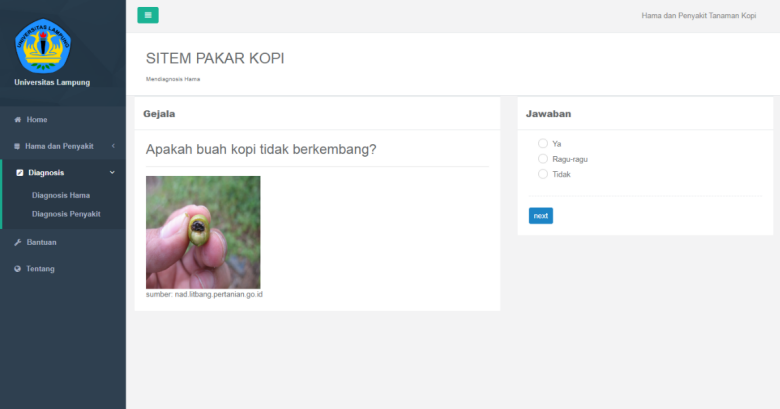 UNIVERSITAS LAMPUNG
Universitas Lampung
Home
Hama dan Penyakit
Diagnosis
Diagnosis Hama
Diagnosis Penyakit
Bantuan
Tentang
Hama dan Penyakit Tanaman Kopi
SITEM PAKAR KOPI
Mendiagnosis Hama
Gejala
Apakah buah kopi tidak berkembang?
sumber: nad.litbang.pertanian.go.id
Jawaban
Ya
Ragu-ragu
Tidak
next